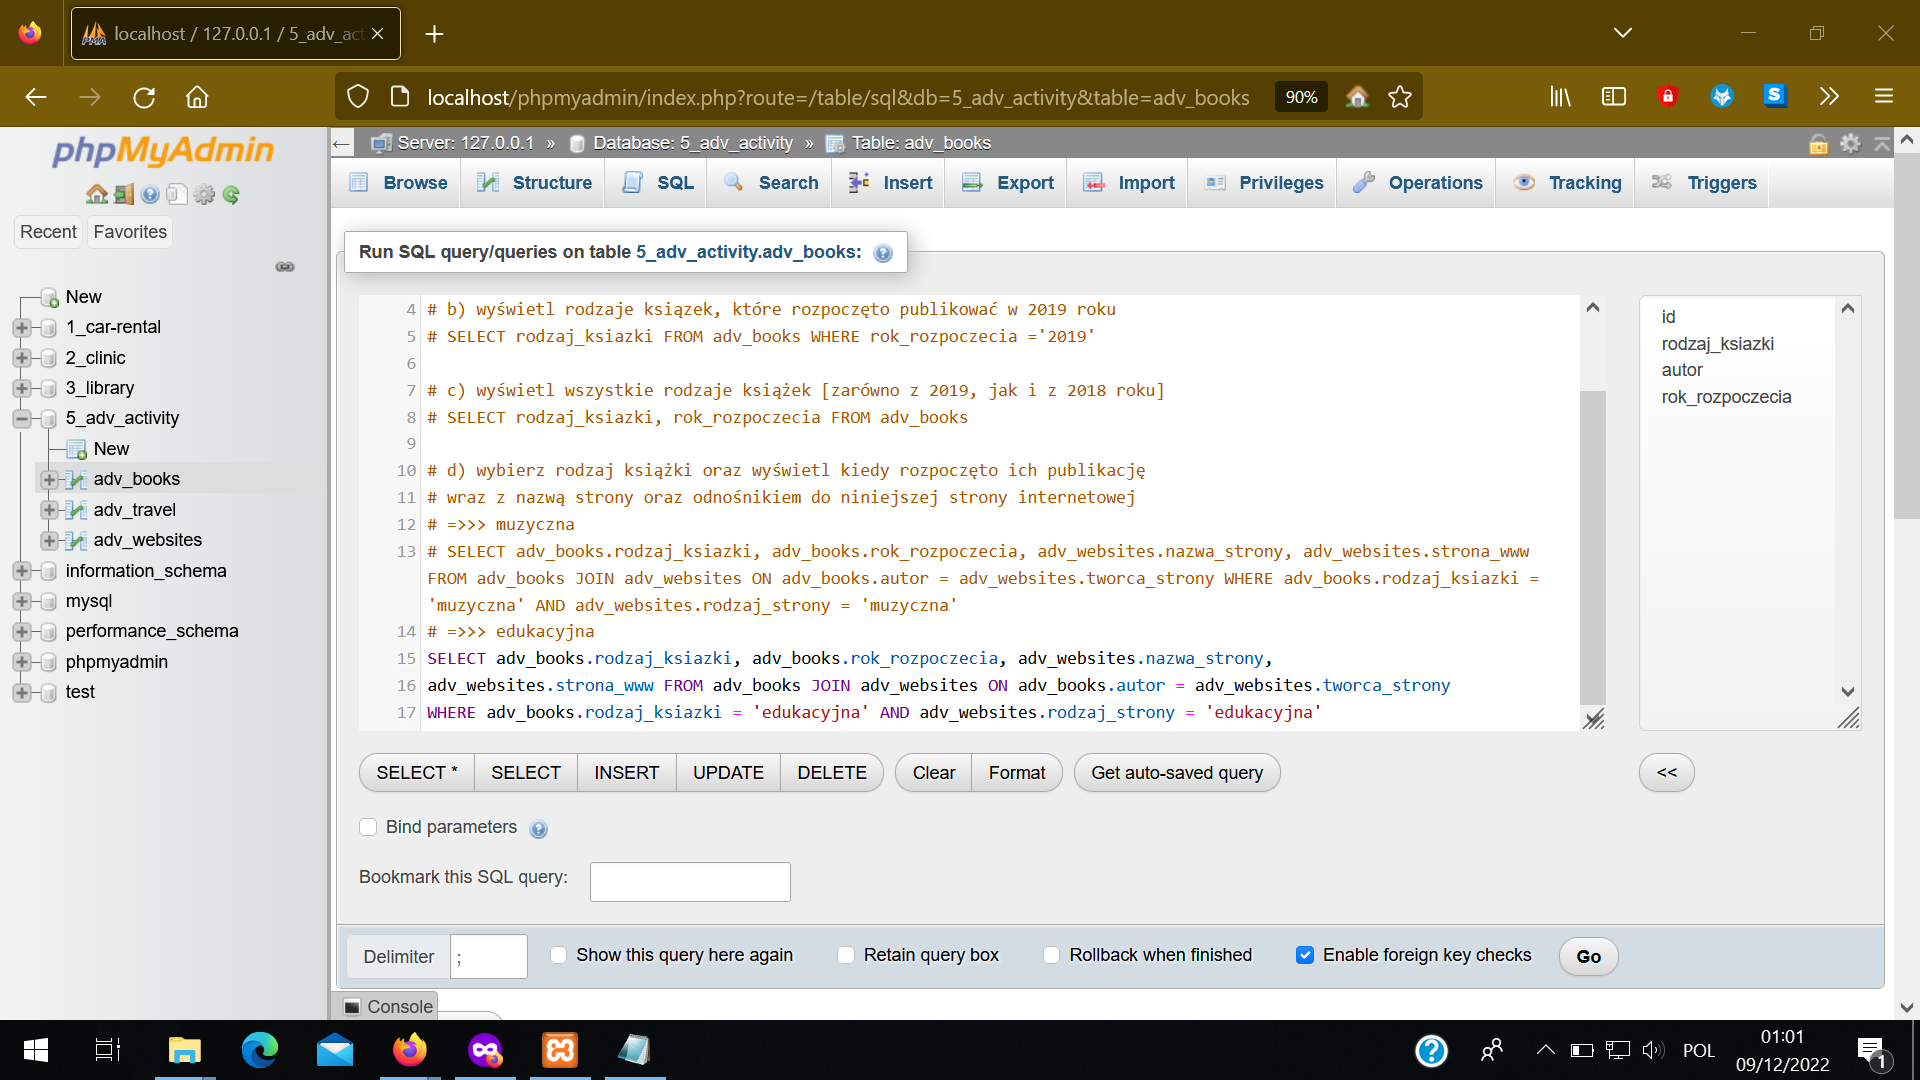 localhost / 127.0.0.1 / 5_adv_act
localhost/phpmyadmin/index.php?route=/table/sql&db=5_adv_activity&table=adv_books
90%
phpMyAdmin
Recent
Favorites
New
1_car-rental
2_clinic
3_library
5_adv_activity
New
adv_books
adv_travel
adv_websites
information_schema
mysql
performance_schema
phpmyadmin
test
Server: 127.0.0.1 » Database: 5_adv_activity » Table: adv_books
Browse Structure SQL Search Insert Export Import Privileges Operations Tracking Triggers
Run SQL query/queries on table 5_adv_activity.adv_books:
4 # b) wyświetl rodzaje ksiązek, które rozpoczęto publikować w 2019 roku
5 # SELECT rodzaj_ksiazki FROM adv_books WHERE rok_rozpoczecia ='2019'
6
7 # c) wyświetl wszystkie rodzaje książek [zarówno z 2019, jak i z 2018 roku]
8 # SELECT rodzaj_ksiazki, rok_rozpoczecia FROM adv_books
9
10 # d) wybierz rodzaj książki oraz wyświetl kiedy rozpoczęto ich publikację
11 # wraz z nazwą strony oraz odnośnikiem do niniejszej strony internetowej
12 # =>>> muzyczna
13 # SELECT adv_books.rodzaj_ksiazki, adv_books.rok_rozpoczecia, adv_websites.nazwa_strony, adv_websites.strona_www
FROM adv_books JOIN adv_websites ON adv_books.autor = adv_websites.tworca_strony WHERE adv_books.rodzaj_ksiazki =
'muzyczna' AND adv_websites.rodzaj_strony = 'muzyczna'
14 # =>>> edukacyjna
15 SELECT adv_books.rodzaj_ksiazki, adv_books.rok_rozpoczecia, adv_websites.nazwa_strony,
16 adv_websites.strona_www FROM adv_books JOIN adv_websites ON adv_books.autor = adv_websites.tworca_strony
17 WHERE adv_books.rodzaj_ksiazki = 'edukacyjna' AND adv_websites.rodzaj_strony = 'edukacyjna'
id
rodzaj_ksiazki
autor
rok_rozpoczecia
SELECT * SELECT INSERT UPDATE DELETE Clear Format Get auto-saved query <<
Bind parameters
Bookmark this SQL query:
Delimiter ; Show this query here again Retain query box Rollback when finished Enable foreign key checks Go
Console
POL
01:01
09/12/2022
1